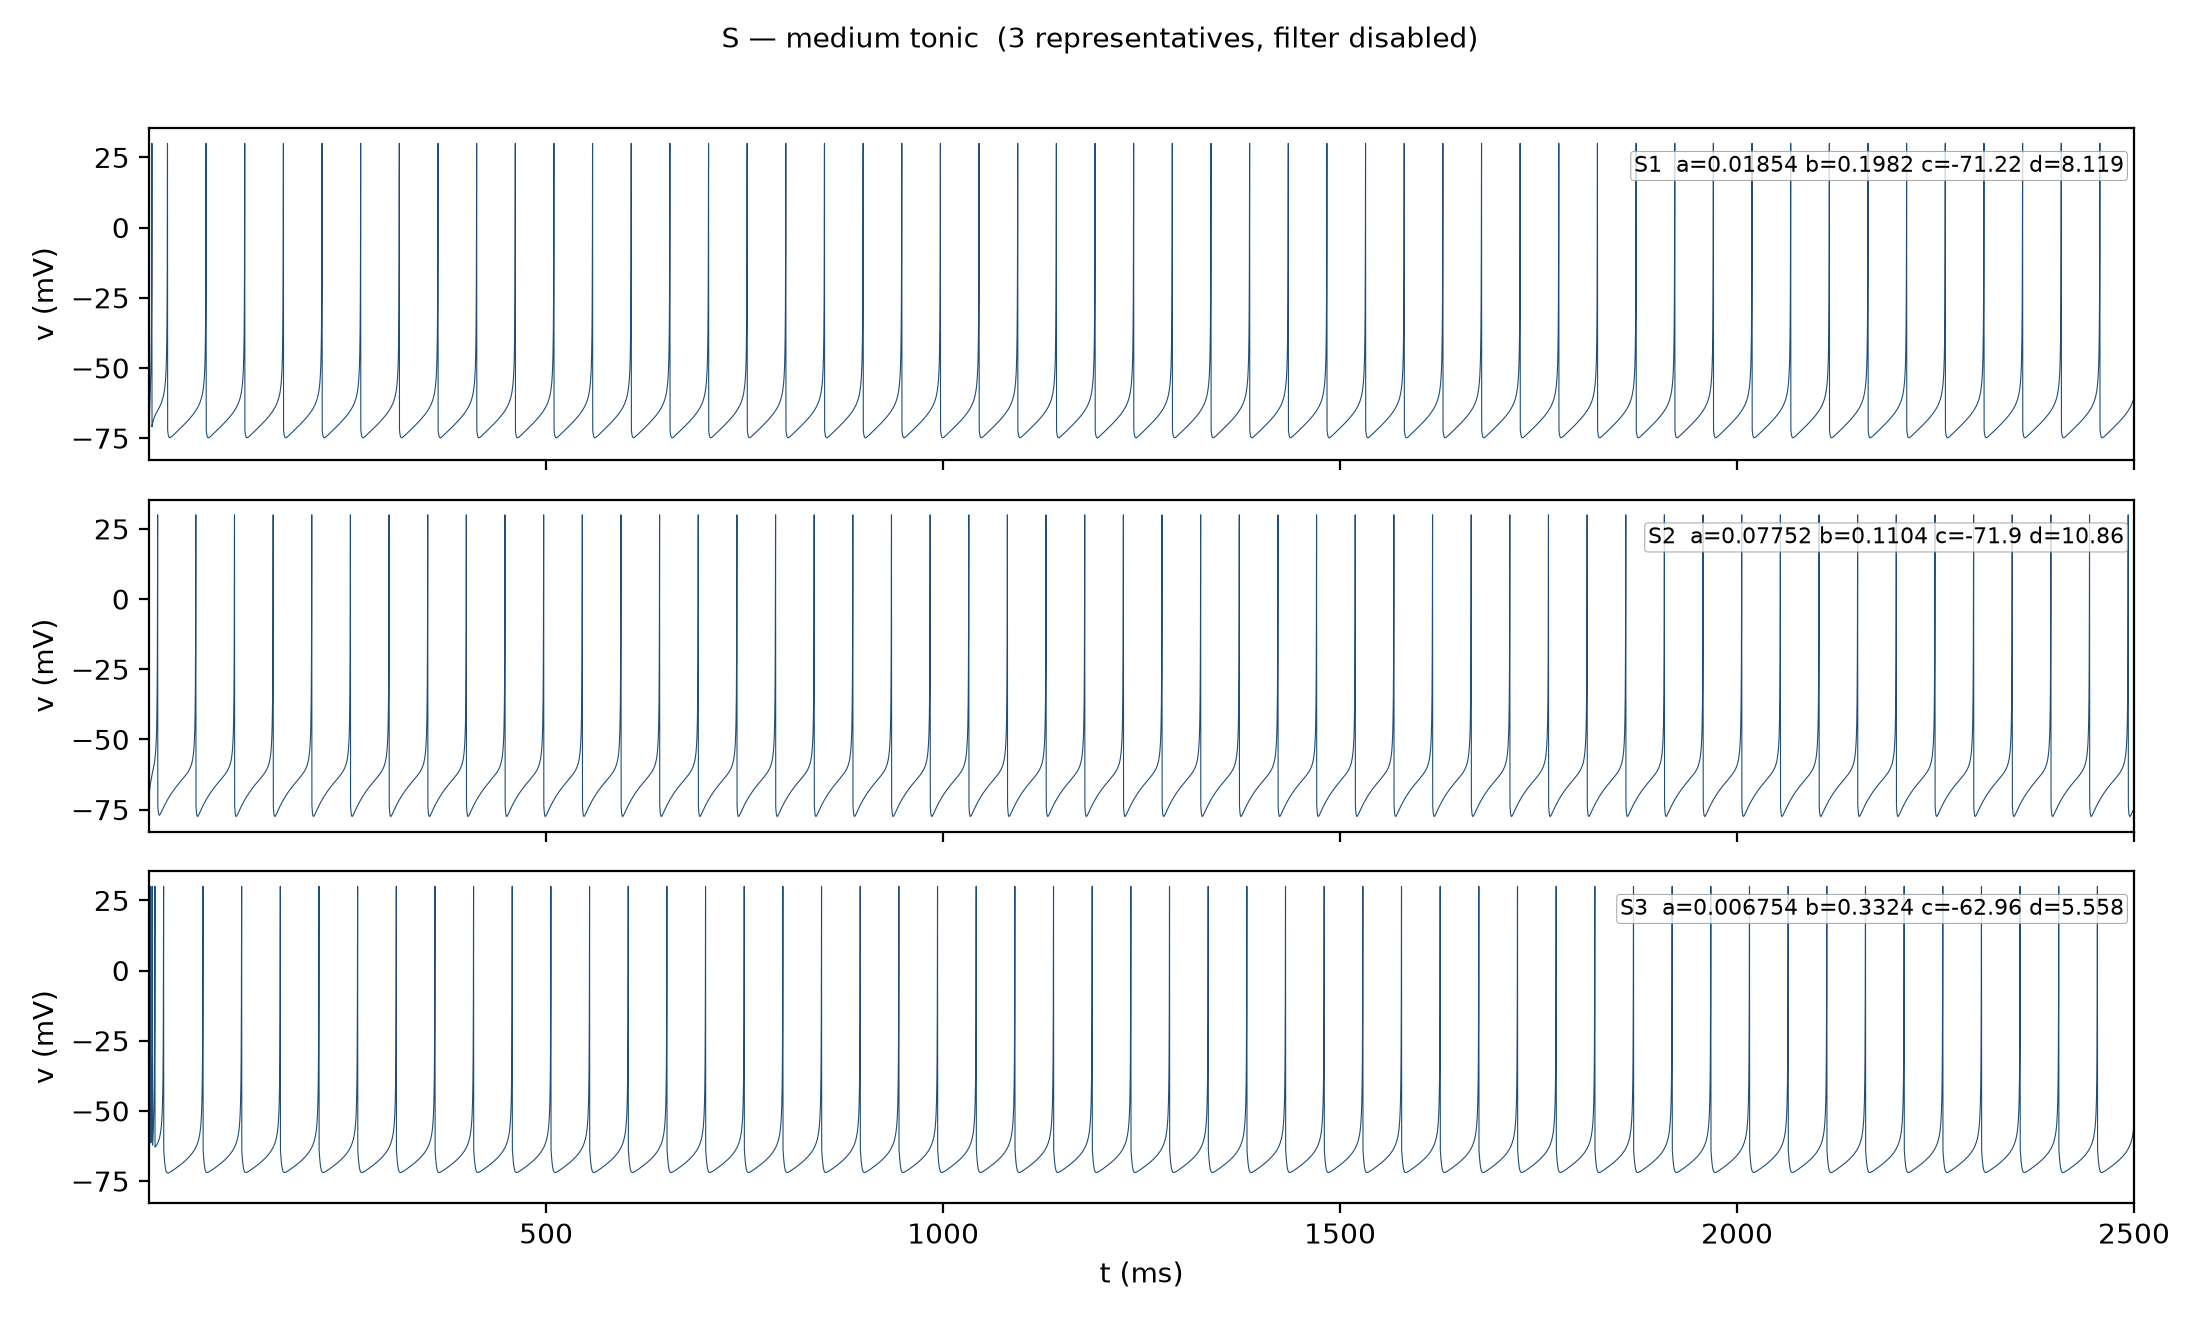 S — medium tonic  (3 representatives, filter disabled)
25
0
−25
−50
−75
v (mV)
S1  a=0.01854 b=0.1982 c=-71.22 d=8.119
25
0
−25
−50
−75
v (mV)
S2  a=0.07752 b=0.1104 c=-71.9 d=10.86
25
0
−25
−50
−75
v (mV)
S3  a=0.006754 b=0.3324 c=-62.96 d=5.558
500 1000 1500 2000 2500
t (ms)